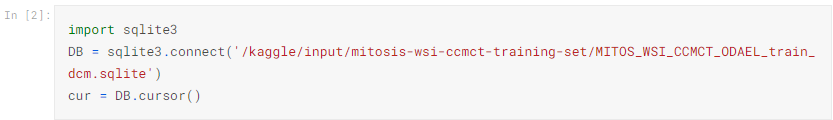 In [2]:
import sqlite3
DB = sqlite3.connect('/kaggle/input/mitosis-wsi-ccmct-training-set/MITOS_WSI_CCMCT_ODAEL_train_
dcm.sqlite')
cur = DB.cursor()